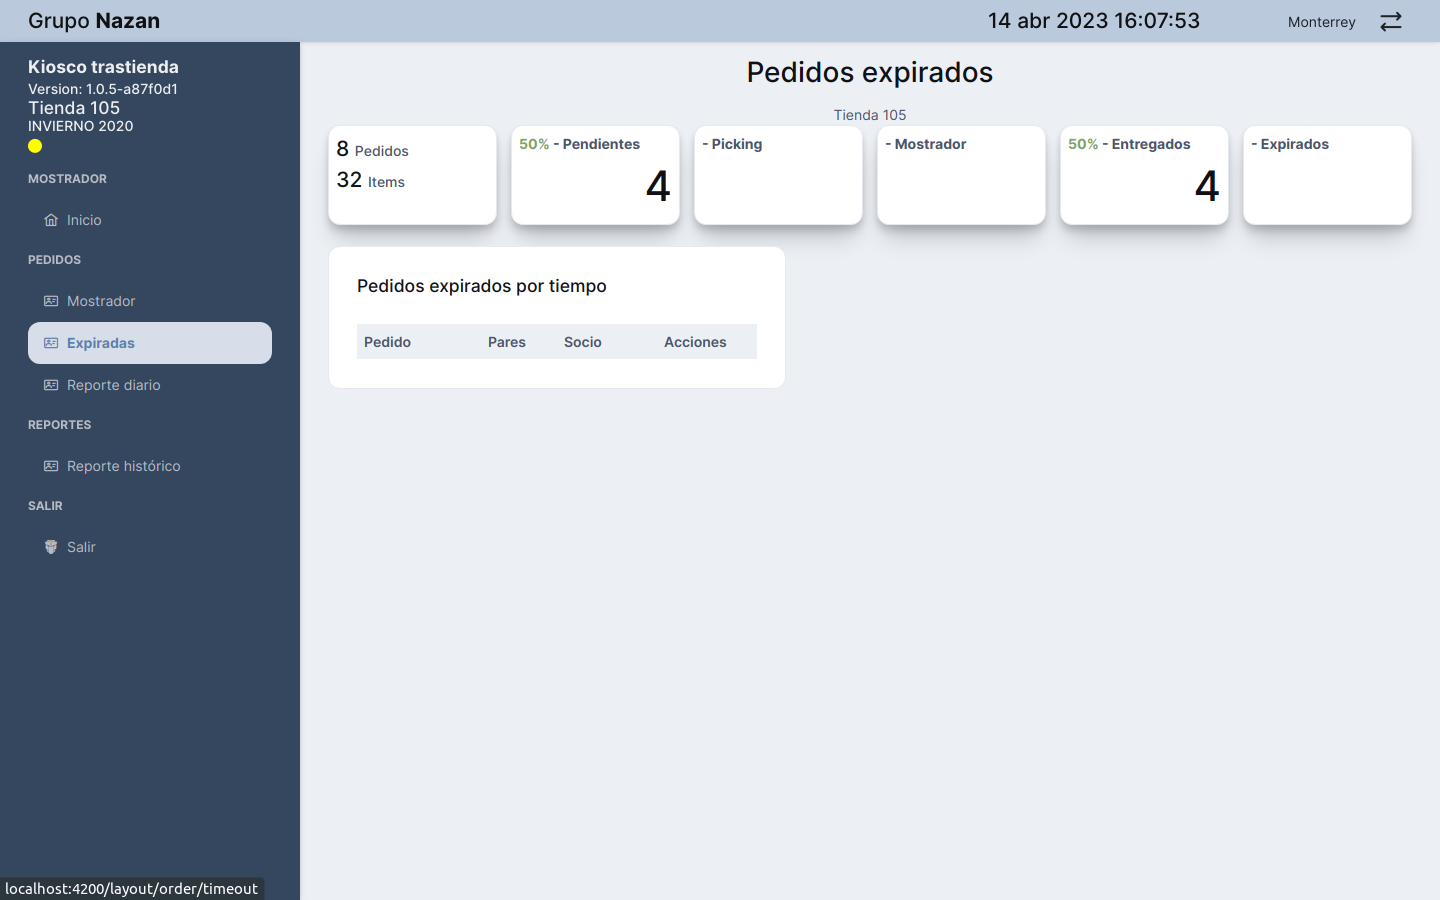 Grupo Nazan
14 abr 2023 16:07:53
Monterrey
Kiosco trastienda
Version: 1.0.5-a87f0d1
Tienda 105
INVIERNO 2020
MOSTRADOR
Inicio
PEDIDOS
Mostrador
Expiradas
Reporte diario
REPORTES
Reporte histórico
SALIR
Salir
Pedidos expirados
Tienda 105
8 Pedidos
32 Items
50% - Pendientes
4
- Picking
- Mostrador
50% - Entregados
4
- Expirados
Pedidos expirados por tiempo
Pedido Pares Socio Acciones
localhost:4200/layout/order/timeout